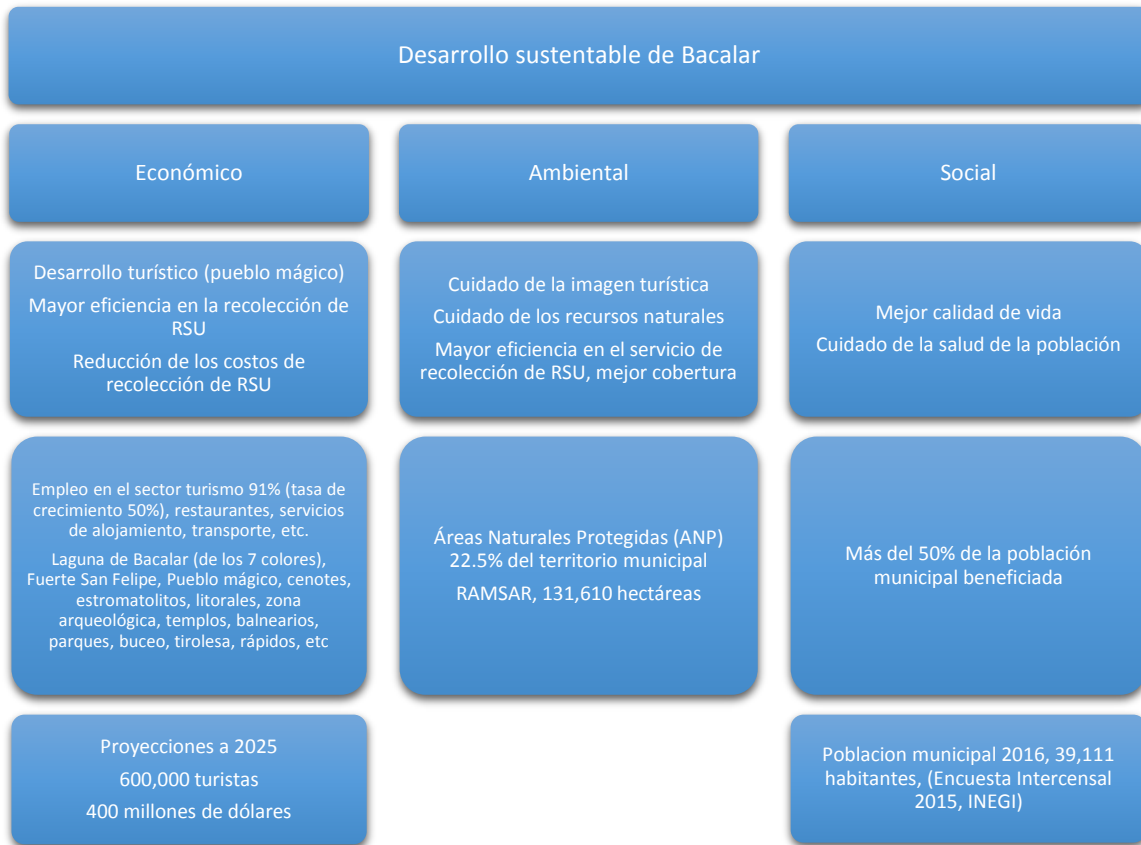 Desarrollo sustentable de Bacalar
Económico
Ambiental
Social
Desarrollo turístico (pueblo mágico)
Mayor eficiencia en la recolección de
RSU
Reducción de los costos de
recolección de RSU
Cuidado de la imagen turística
Cuidado de los recursos naturales
Mayor eficiencia en el servicio de
recolección de RSU, mejor cobertura
Mejor calidad de vida
Cuidado de la salud de la población
Empleo en el sector turismo 91% (tasa de
crecimiento 50%), restaurantes, servicios
de alojamiento, transporte, etc.
Laguna de Bacalar (de los 7 colores),
Fuerte San Felipe, Pueblo mágico, cenotes,
estromatolitos, litorales, zona
arqueológica, templos, balnearios,
parques, buceo, tirolesa, rápidos, etc
Áreas Naturales Protegidas (ANP)
22.5% del territorio municipal
RAMSAR, 131,610 hectáreas
Más del 50% de la población
municipal beneficiada
Proyecciones a 2025
600,000 turistas
400 millones de dólares
Poblacion municipal 2016, 39,111
habitantes, (Encuesta Intercensal
2015, INEGI)